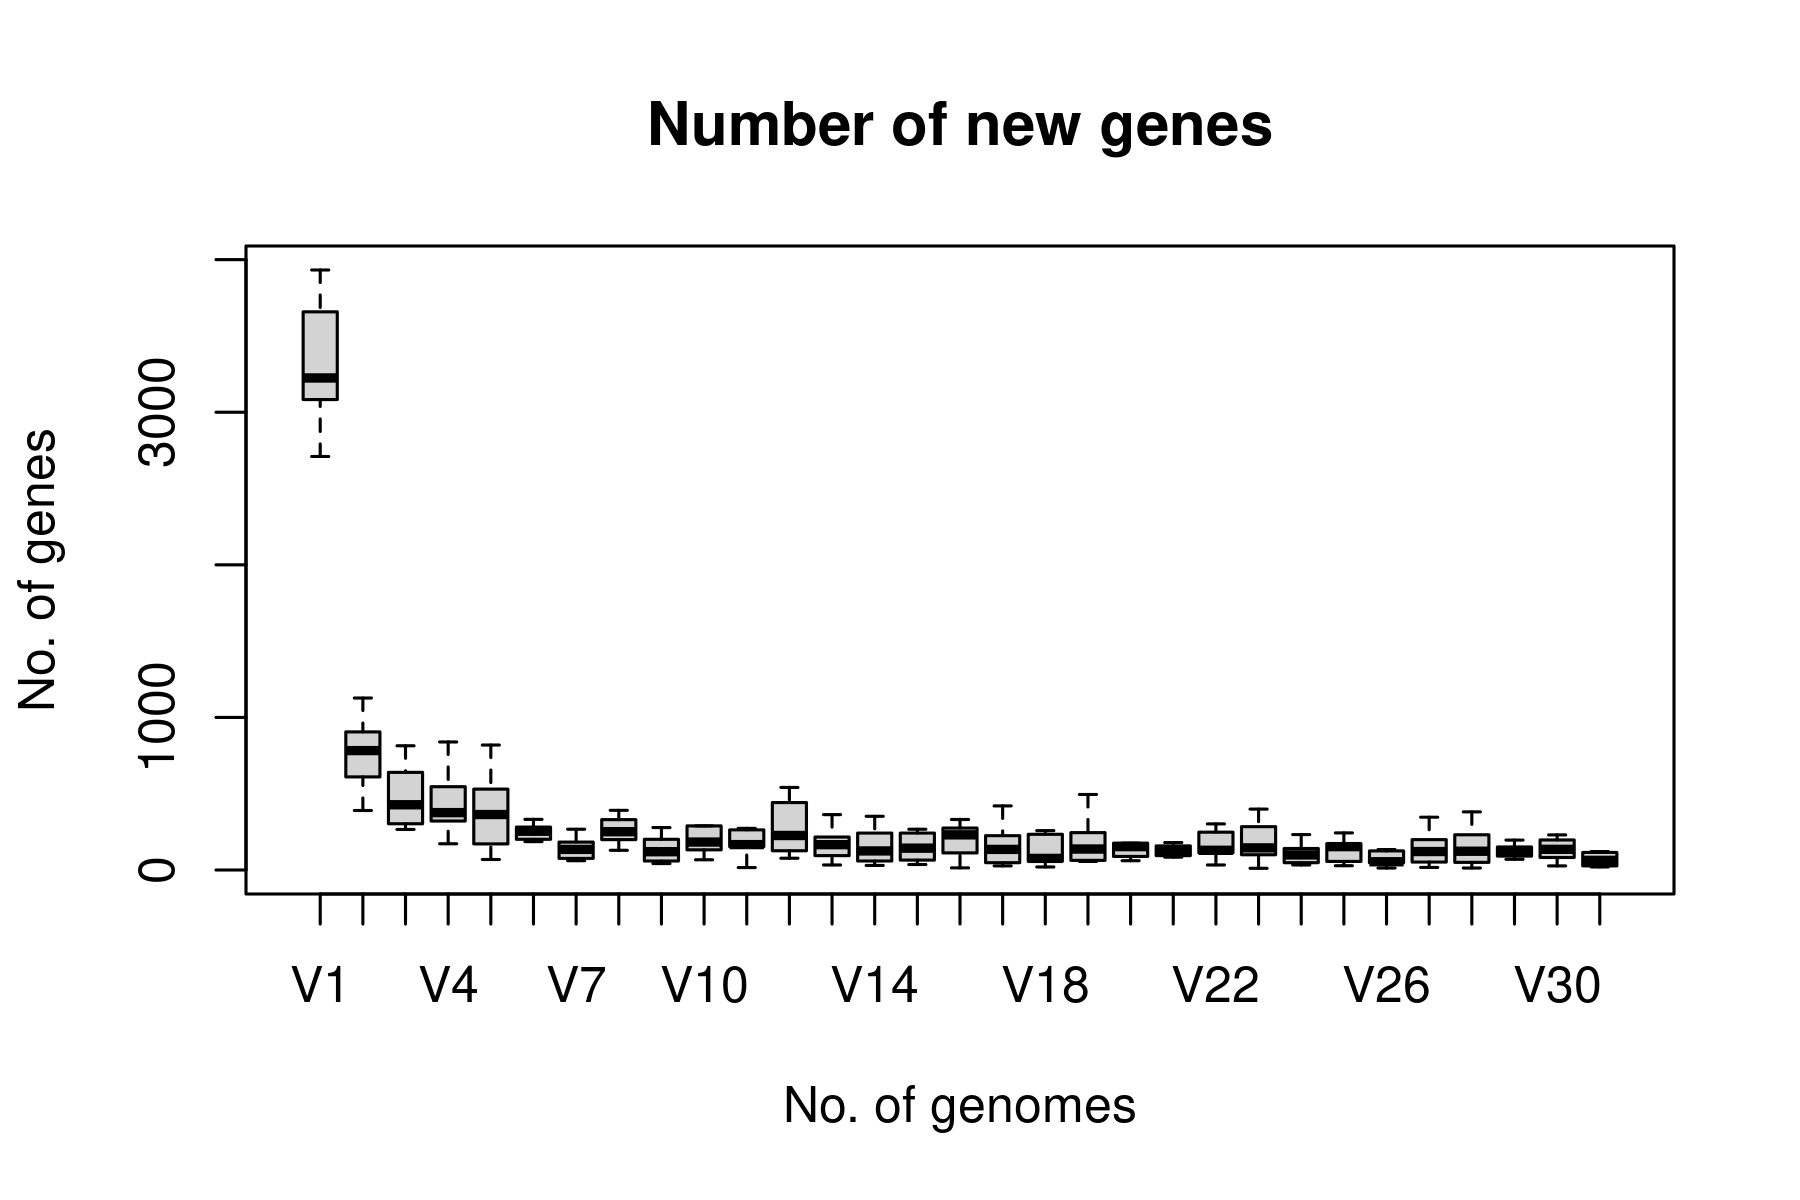 Number of new genes
No. of genes
3000
1000
0
V1 V4 V7 V10 V14 V18 V22 V26 V30
No. of genomes